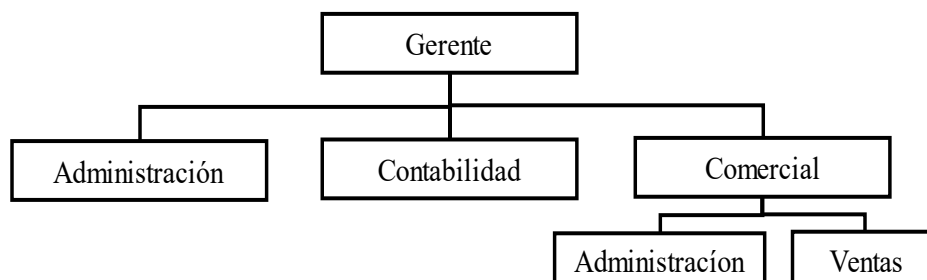 Gerente
Administración
Contabilidad
Comercial
Administracíon
Ventas